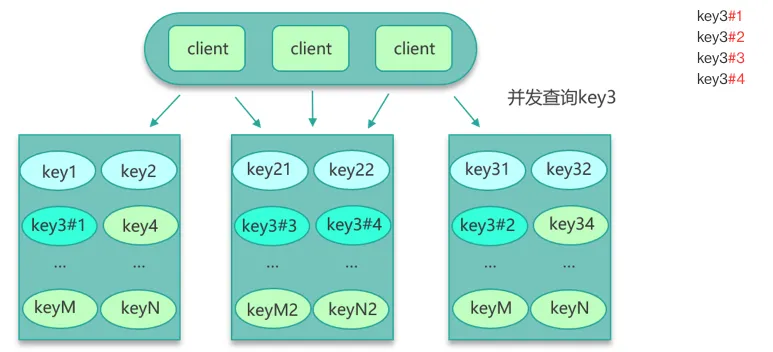 client client client
key3#1
key3#2
key3#3
key3#4
并发查询key3
key1 key2
key3#1 key4
... ...
keyM keyN
key21 key22
key3#3 key3#4
... ...
keyM2 keyN2
key31 key32
key3#2 key34
... ...
keyM keyN